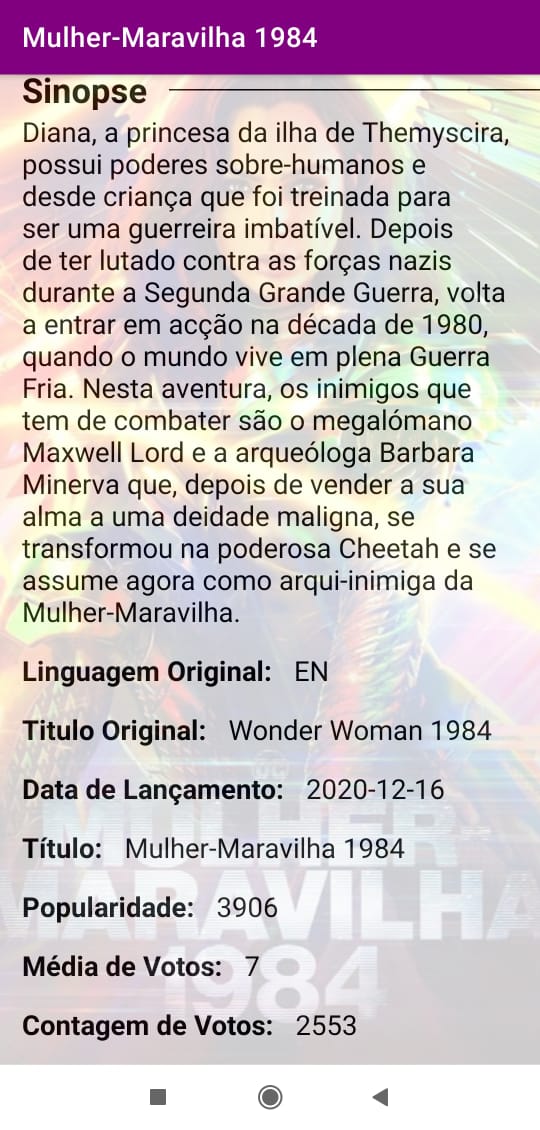 Mulher-Maravilha 1984
Sinopse
Diana, a princesa da ilha de Themyscira,
possui poderes sobre-humanos e
desde criança que foi treinada para
ser uma guerreira imbatível. Depois
de ter lutado contra as forças nazis
durante a Segunda Grande Guerra, volta
a entrar em acção na década de 1980,
quando o mundo vive em plena Guerra
Fria. Nesta aventura, os inimigos que
tem de combater são o megalómano
Maxwell Lord e a arqueóloga Barbara
Minerva que, depois de vender a sua
alma a uma deidade maligna, se
transformou na poderosa Cheetah e se
assume agora como arqui-inimiga da
Mulher-Maravilha.
Linguagem Original: EN
Titulo Original: Wonder Woman 1984
Data de Lançamento: 2020-12-16
MULHER-
Título: Mulher-Maravilha 1984
MARAVILHA
Popularidade: 3906
Média de Votos: 7
1984
Contagem de Votos: 2553